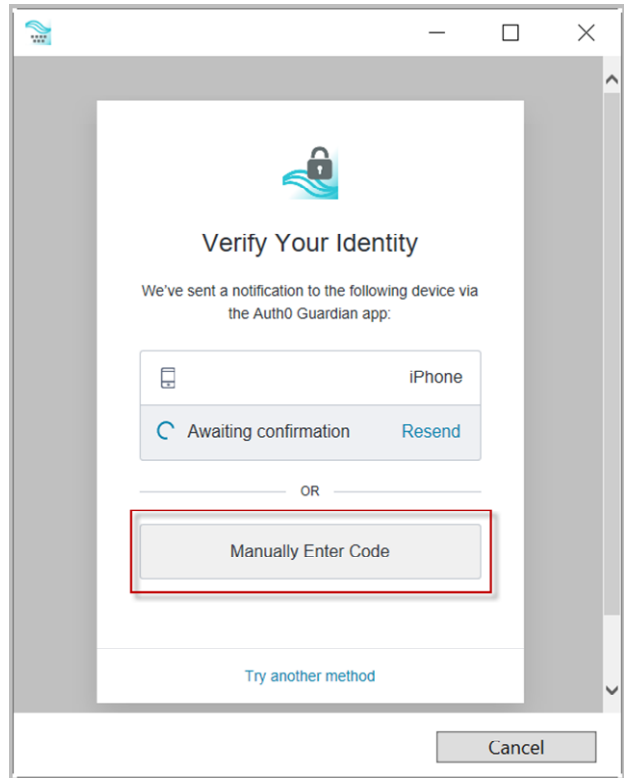 Verify Your Identity
We've sent a notification to the following device via
the Auth0 Guardian app:
iPhone
Awaiting confirmation Resend
OR
Manually Enter Code
Try another method
Cancel